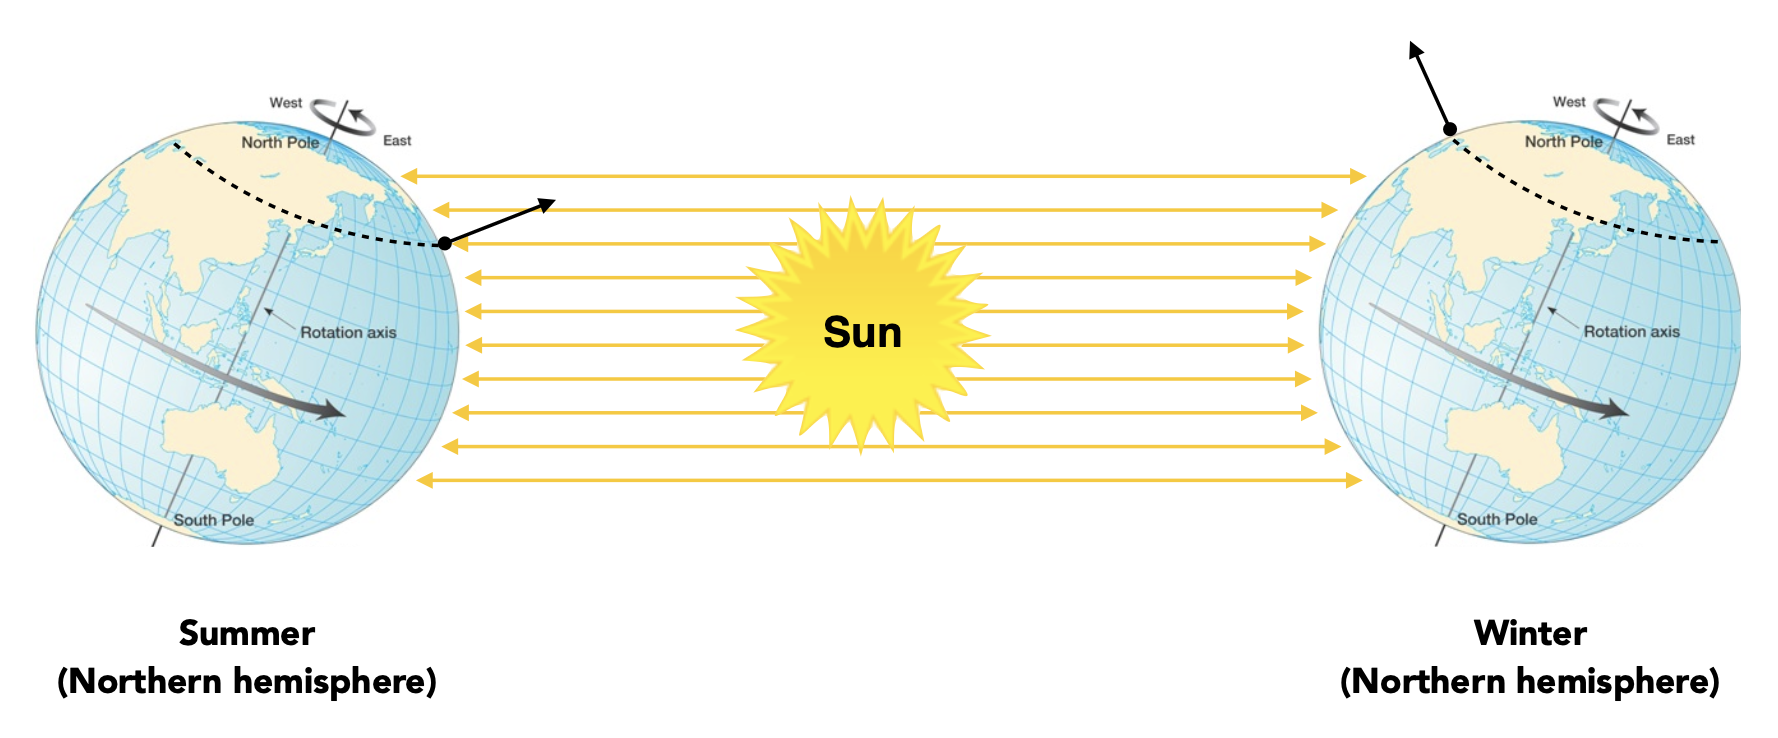 West
East
North Pole
Rotation axis
South Pole
Summer
(Northern hemisphere)
Sun
West
East
North Pole
Rotation axis
South Pole
Winter
(Northern hemisphere)